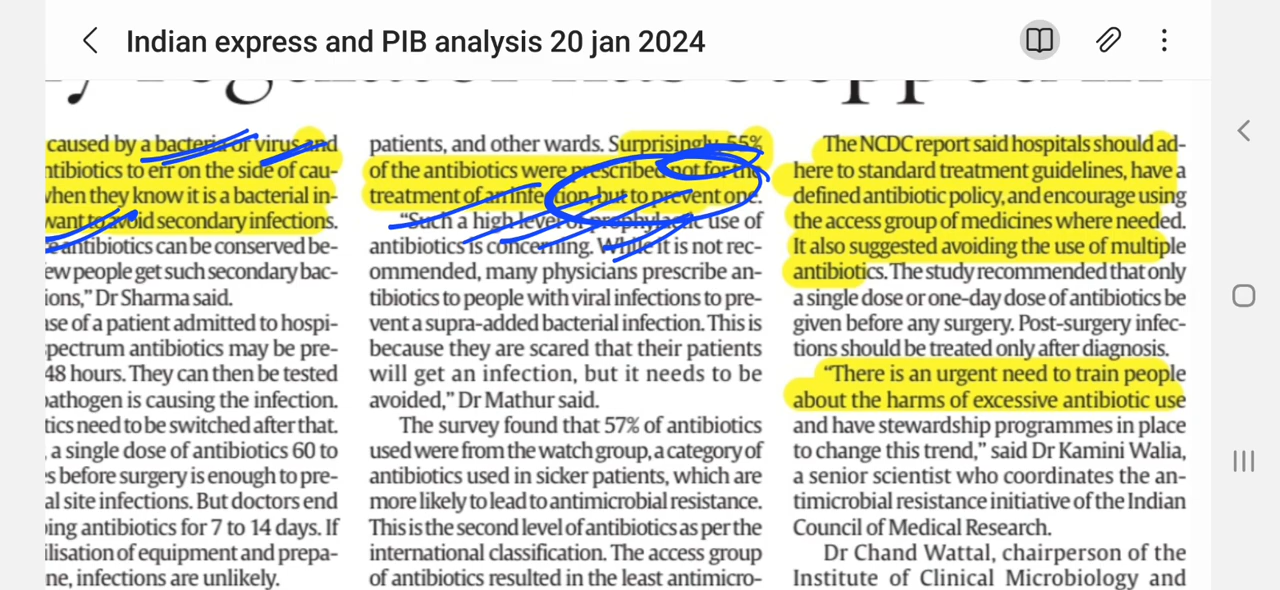 Indian express and PIB analysis 20 jan 2024
caused by a bacteria or virus and
ntibiotics to err on the side of cau-
when they know it is a bacterial in-
want to avoid secondary infections.
antibiotics can be conserved be-
ew people get such secondary bac-
ions,” Dr Sharma said.
se of a patient admitted to hospi-
pectrum antibiotics may be pre-
48 hours. They can then be tested
pathogen is causing the infection.
tics need to be switched after that.
, a single dose of antibiotics 60 to
s before surgery is enough to pre-
al site infections. But doctors end
ing antibiotics for 7 to 14 days. If
ilisation of equipment and prepa-
ne, infections are unlikely.
patients, and other wards. Surprisingly, 55%
of the antibiotics were prescribed not for the
treatment of an infection, but to prevent one.
“Such a high level of prophylactic use of
antibiotics is concerning. While it is not rec-
ommended, many physicians prescribe an-
tibiotics to people with viral infections to pre-
vent a supra-added bacterial infection. This is
because they are scared that their patients
will get an infection, but it needs to be
avoided,” Dr Mathur said.
The survey found that 57% of antibiotics
used were from the watch group, a category of
antibiotics used in sicker patients, which are
more likely to lead to antimicrobial resistance.
This is the second level of antibiotics as per the
international classification. The access group
of antibiotics resulted in the least antimicro-
The NCDC report said hospitals should ad-
here to standard treatment guidelines, have a
defined antibiotic policy, and encourage using
the access group of medicines where needed.
It also suggested avoiding the use of multiple
antibiotics. The study recommended that only
a single dose or one-day dose of antibiotics be
given before any surgery. Post-surgery infec-
tions should be treated only after diagnosis.
“There is an urgent need to train people
about the harms of excessive antibiotic use
and have stewardship programmes in place
to change this trend,” said Dr Kamini Walia,
a senior scientist who coordinates the an-
timicrobial resistance initiative of the Indian
Council of Medical Research.
Dr Chand Wattal, chairperson of the
Institute of Clinical Microbiology and